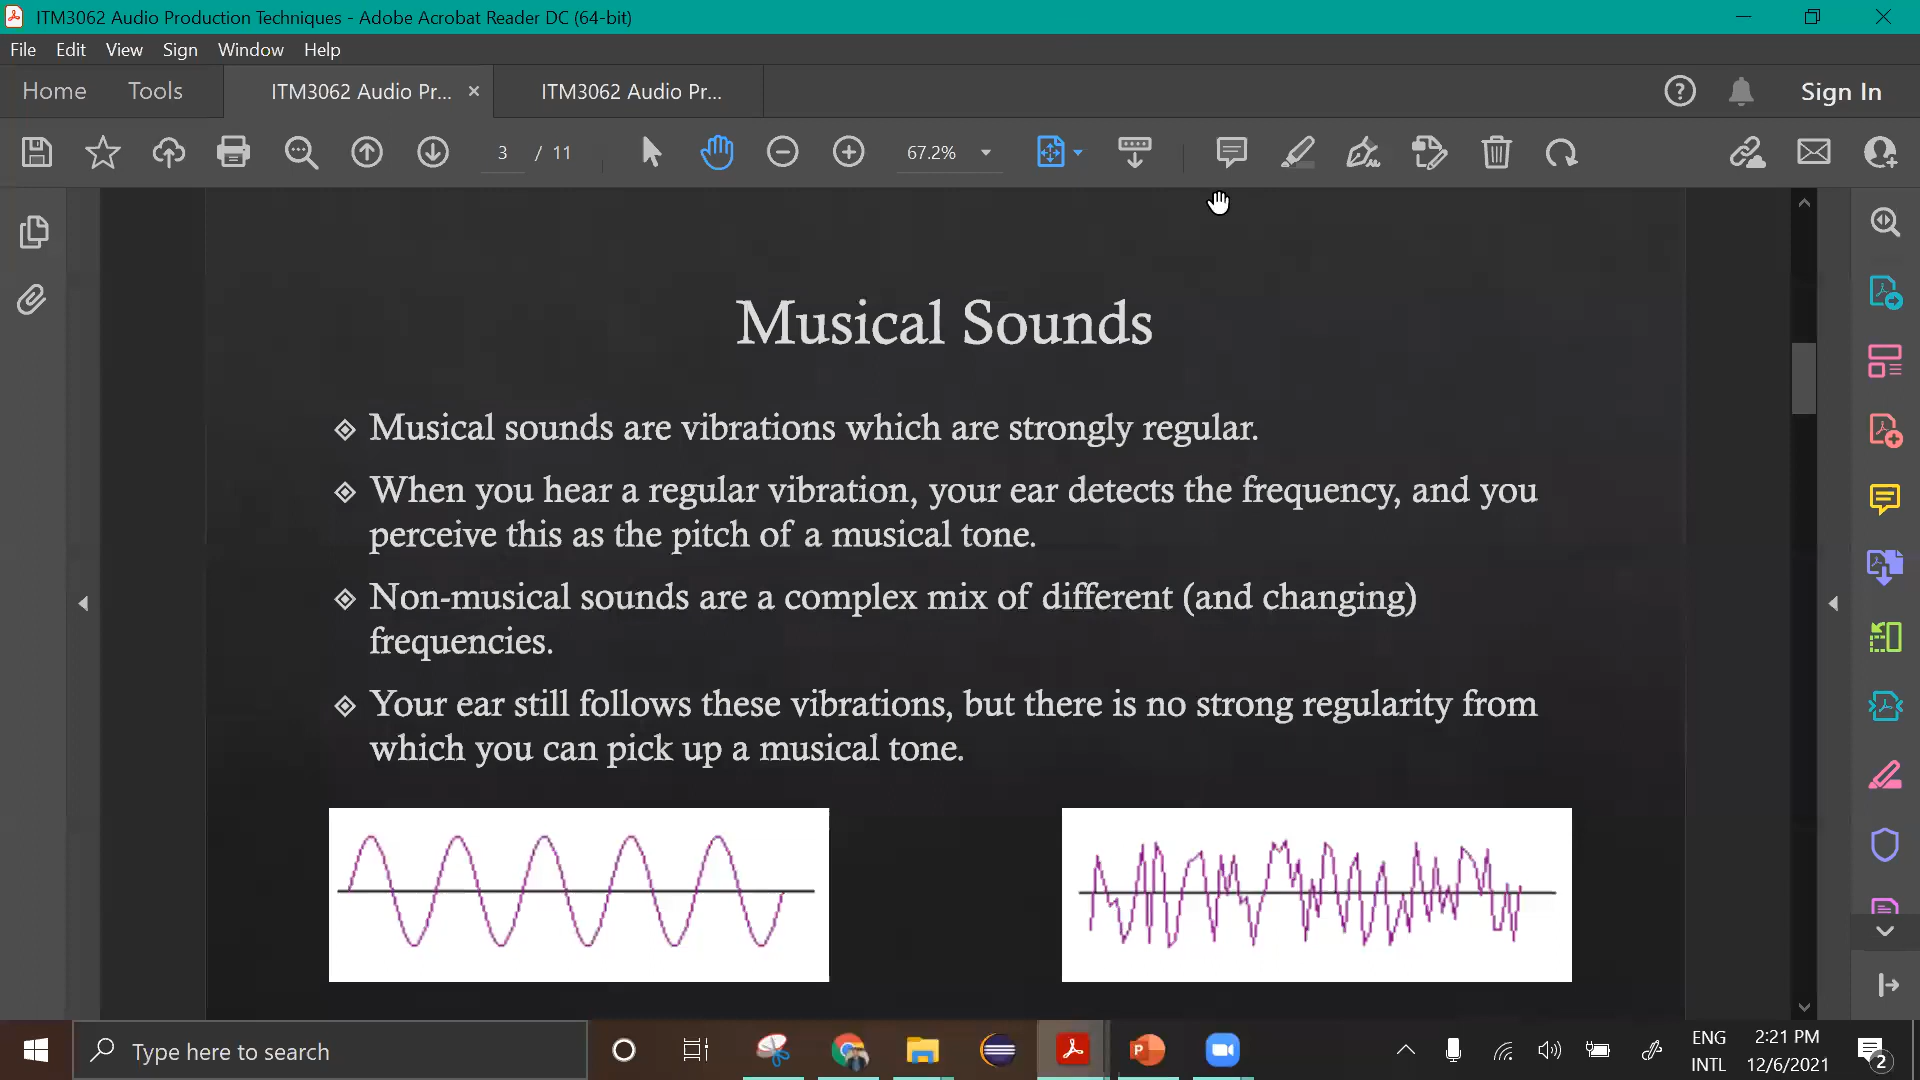 ITM3062 Audio Production Techniques - Adobe Acrobat Reader DC (64-bit)
File Edit View Sign Window Help
Home Tools ITM3062 Audio Pr... × ITM3062 Audio Pr... ? Sign In
3 / 11 67.2%
Musical Sounds
Musical sounds are vibrations which are strongly regular.
When you hear a regular vibration, your ear detects the frequency, and you
perceive this as the pitch of a musical tone.
Non-musical sounds are a complex mix of different (and changing)
frequencies.
Your ear still follows these vibrations, but there is no strong regularity from
which you can pick up a musical tone.
Type here to search
ENG 2:21 PM
INTL 12/6/2021 2